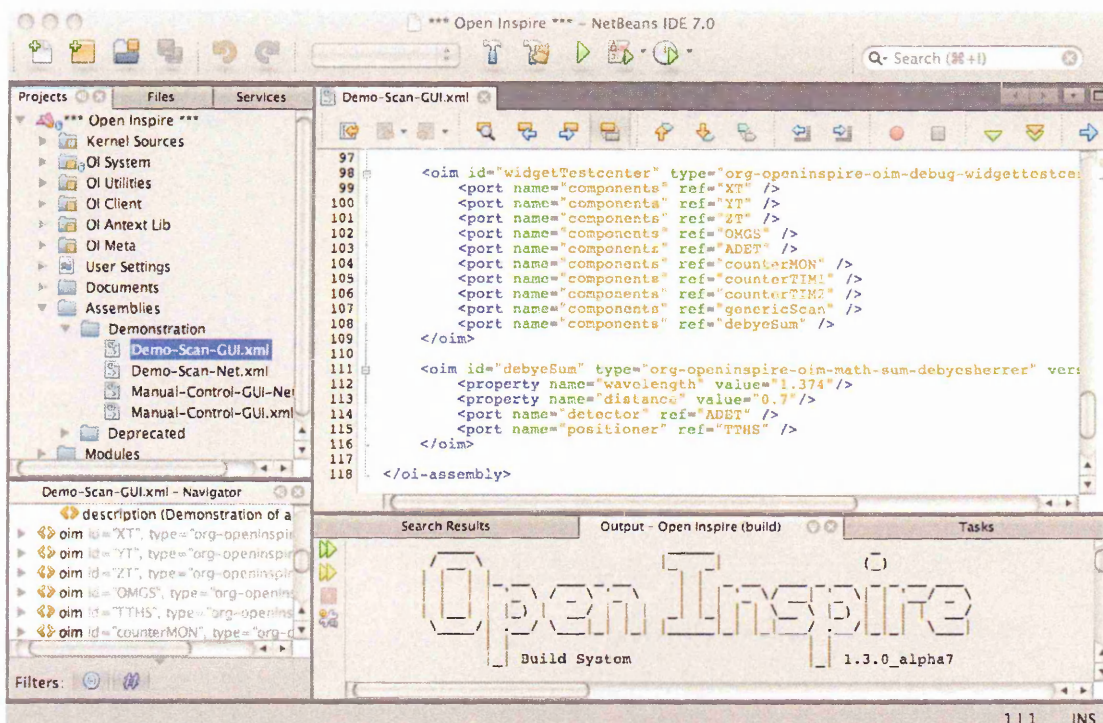 *** Open Inspire *** - NetBeans IDE 7.0
Search (⌘+I)
Projects
Files
Services
*** Open Inspire ***
Kernel Sources
OI System
OI Utilities
OI Client
OI Antext Lib
OI Meta
User Settings
Documents
Assemblies
Demonstration
Demo-Scan-GUI.xml
Demo-Scan-Net.xml
Manual-Control-GUI-Ne
Manual-Control-GUI.xml
Deprecated
Modules
Demo-Scan-GUI.xml
97
98 <oim id="widgetTestcenter" type="org-openinspire-oim-debug-widgettestcen
99 <port name="components" ref="XT" />
100 <port name="components" ref="YT" />
101 <port name="components" ref="ZT" />
102 <port name="components" ref="OMGS" />
103 <port name="components" ref="ADET" />
104 <port name="components" ref="counterMON" />
105 <port name="components" ref="counterTIM1" />
106 <port name="components" ref="counterTIM2" />
107 <port name="components" ref="genericScan" />
108 <port name="components" ref="debyeSum" />
109 </oim>
110
111 <oim id="debyeSum" type="org-openinspire-oim-math-sum-debyesherrer" vers
112 <property name="wavelength" value="1.374"/>
113 <property name="distance" value="0.7"/>
114 <port name="detector" ref="ADET" />
115 <port name="positioner" ref="TTHS" />
116 </oim>
117
118 </oi-assembly>
Demo-Scan-GUI.xml - Navigator
description (Demonstration of a
oim id="XT", type="org-openinspir
oim id="YT", type="org-openinspir
oim id="ZT", type="org-openinspir
oim id="OMGS", type="org-openins
oim id="TTHS", type="org-openins
oim id="counterMON", type="org-o
Filters:
Search Results
Output - Open Inspire (build)
Tasks
Open Inspire
Build System
1.3.0_alpha7
1|1
INS